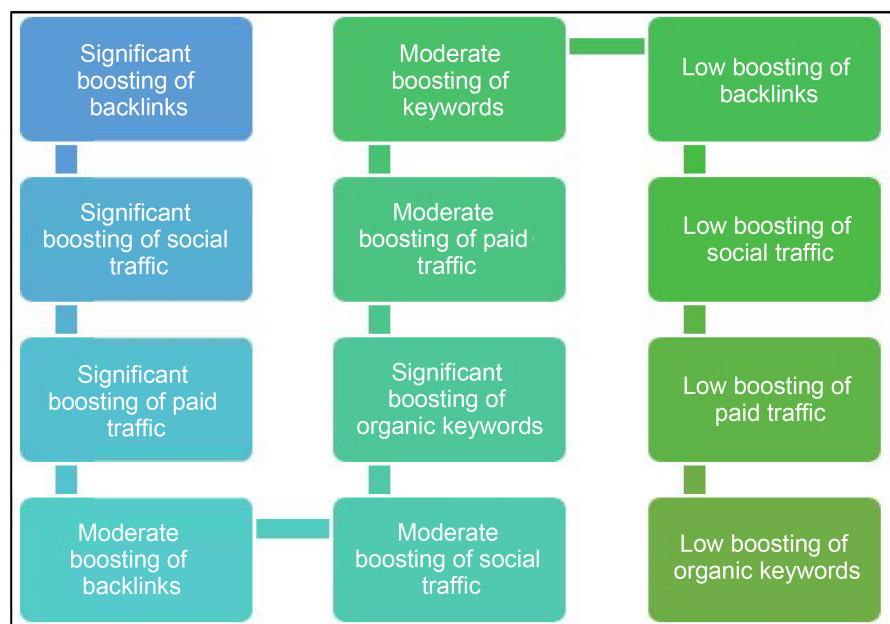 Significant
boosting of
backlinks
Significant
boosting of social
traffic
Significant
boosting of paid
traffic
Moderate
boosting of
backlinks
Moderate
boosting of social
traffic
Significant
boosting of
organic keywords
Moderate
boosting of paid
traffic
Moderate
boosting of
keywords
Low boosting of
backlinks
Low boosting of
social traffic
Low boosting of
paid traffic
Low boosting of
organic keywords